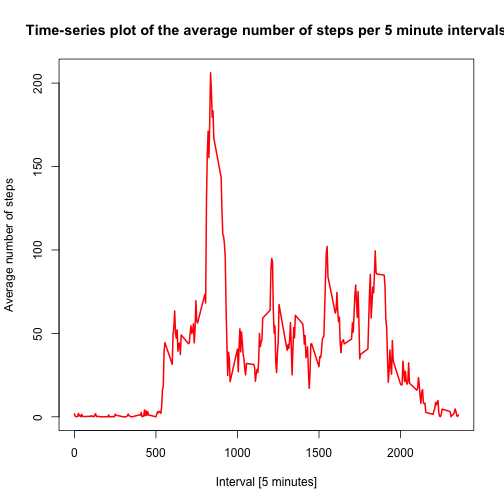 Time-series plot of the average number of steps per 5 minute intervals
Average number of steps
200
150
100
50
0
0 500 1000 1500 2000
Interval [5 minutes]